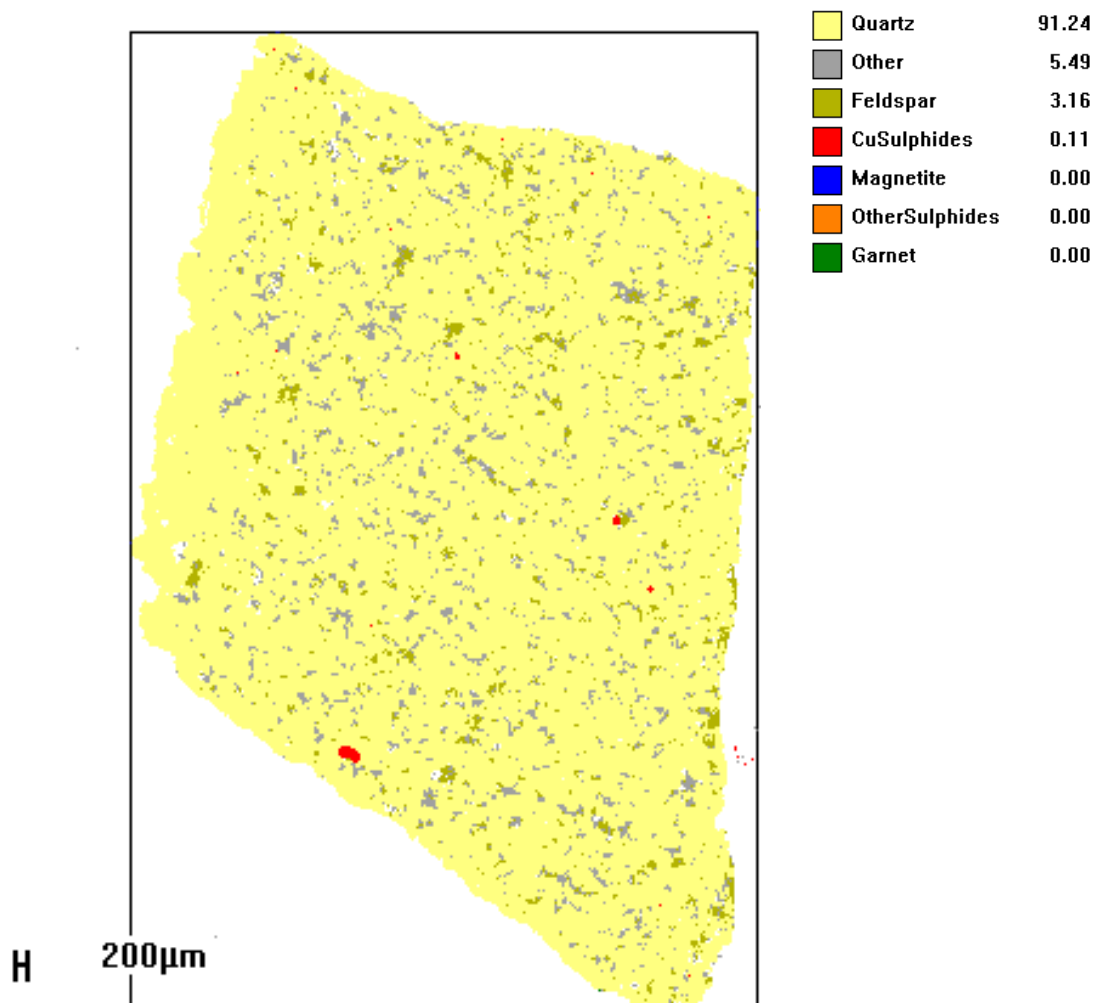 Quartz 91.24
Other 5.49
Feldspar 3.16
CuSulphides 0.11
Magnetite 0.00
OtherSulphides 0.00
Garnet 0.00
H 200µm